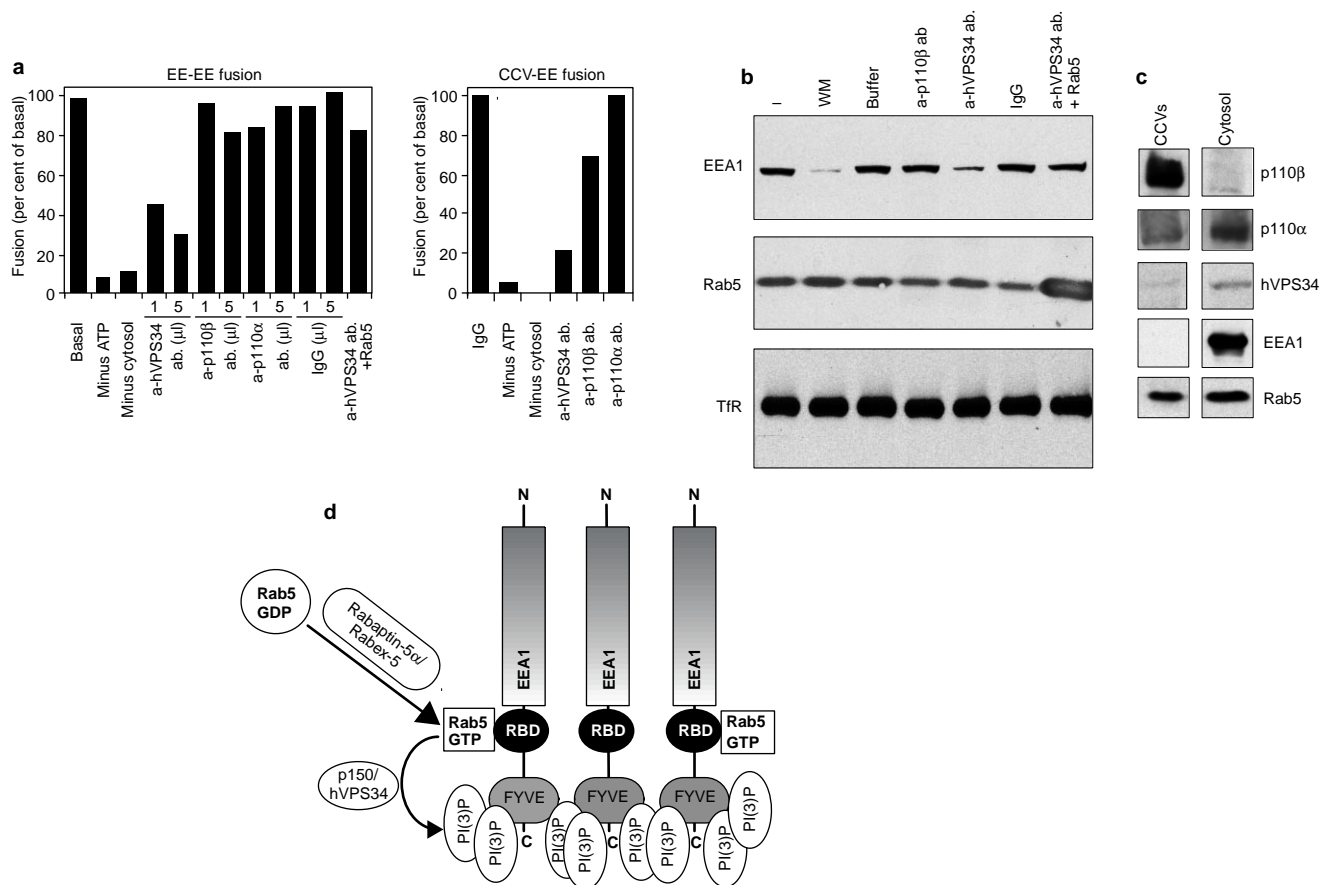 a
EE-EE fusion
Fusion (per cent of basal)
100
80
60
40
20
0
1 5 1 5 1 5 1 5
Basal
Minus ATP
Minus cytosol
a-hVPS34
ab. (μl)
a-p110β
ab. (μl)
a-p110α
ab. (μl)
IgG (μl)
a-hVPS34 ab.
+Rab5
CCV-EE fusion
Fusion (per cent of basal)
100
80
60
40
20
0
IgG
Minus ATP
Minus cytosol
a-hVPS34 ab.
a-p110β ab.
a-p110α ab.
b
–
WM
Buffer
a-p110β ab
a-hVPS34 ab.
IgG
a-hVPS34 ab.
+ Rab5
EEA1
Rab5
TfR
c
CCVs
Cytosol
p110β
p110α
hVPS34
EEA1
Rab5
d
N N N
Rab5
GDP
Rabaptin-5α/
Rabex-5
EEA1 EEA1 EEA1
Rab5
GTP
RBD RBD RBD
Rab5
GTP
p150/
hVPS34
FYVE FYVE FYVE
PI(3)P PI(3)P PI(3)P PI(3)P PI(3)P PI(3)P PI(3)P PI(3)P
C C C